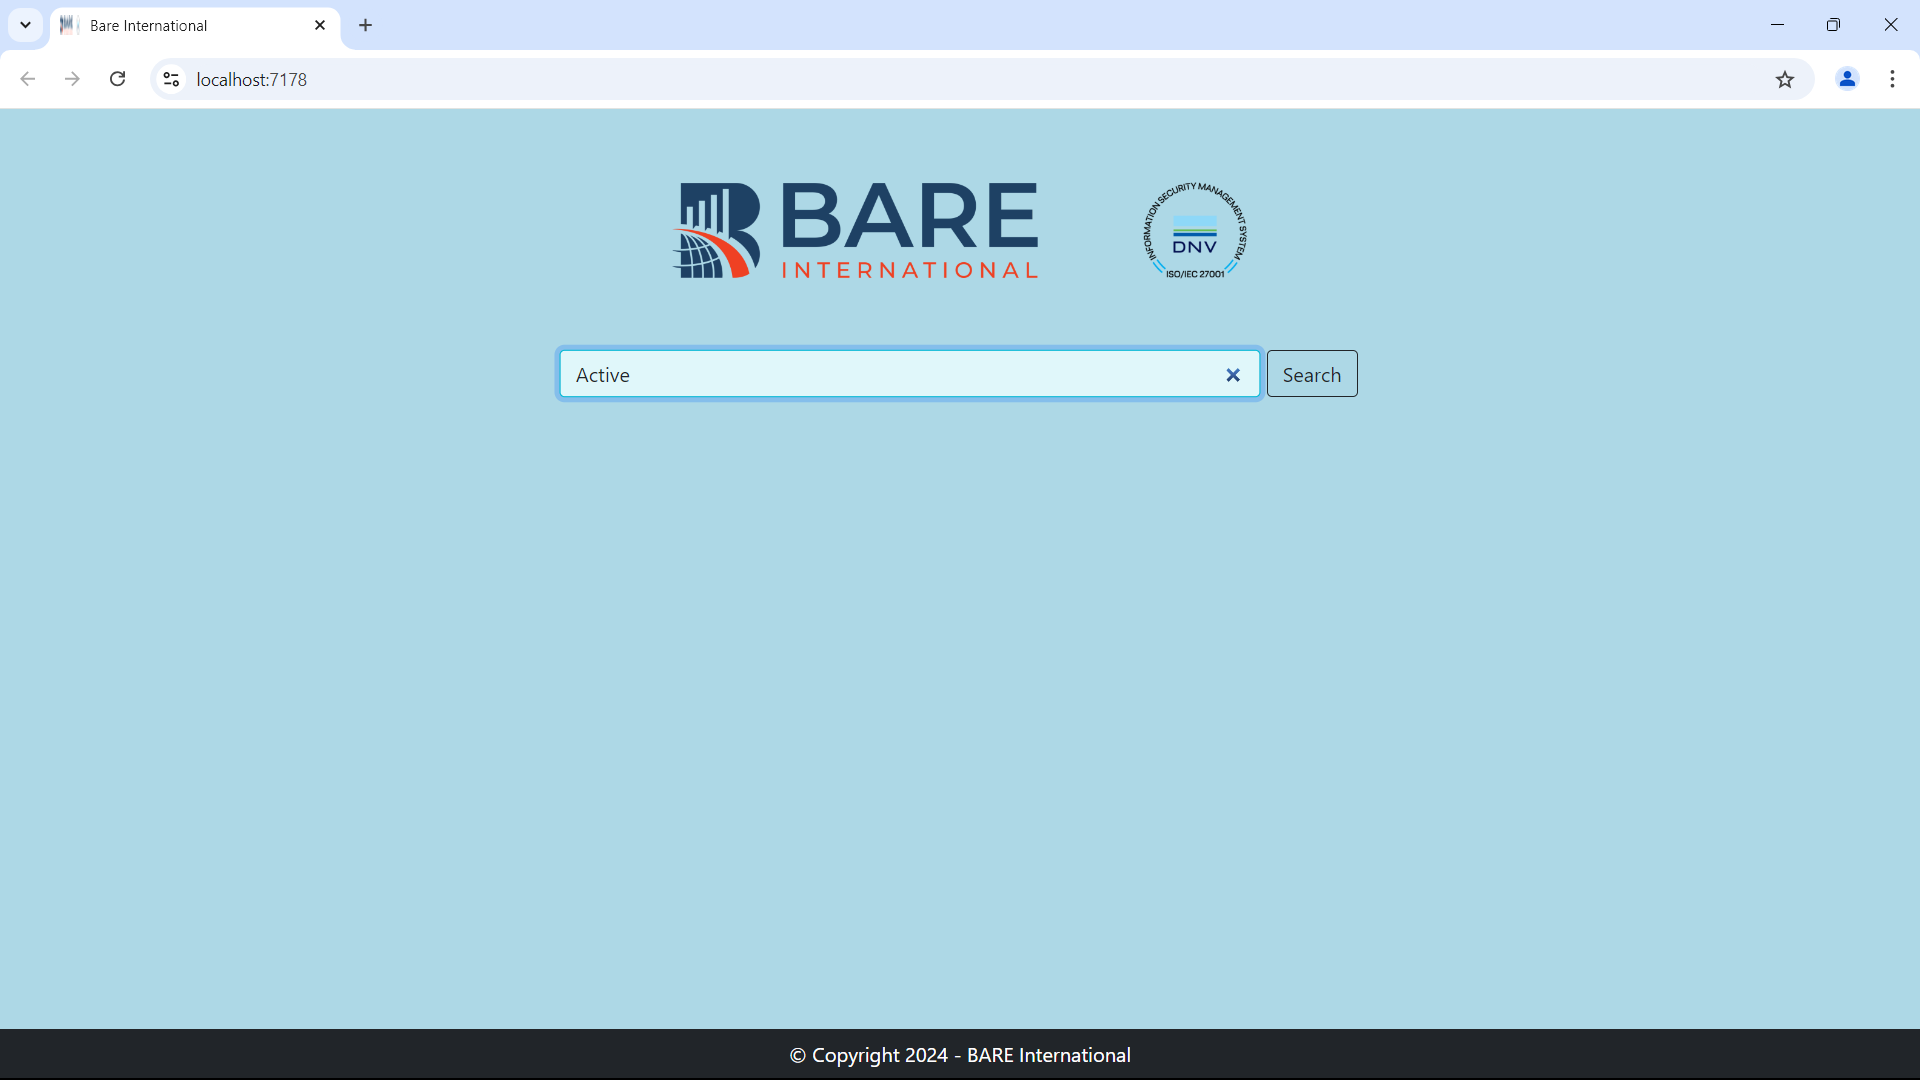 Bare International
localhost:7178
BARE
INTERNATIONAL
INFORMATION SECURITY MANAGEMENT SYSTEM
DNV
ISO/IEC 27001
Active
Search
© Copyright 2024 - BARE International